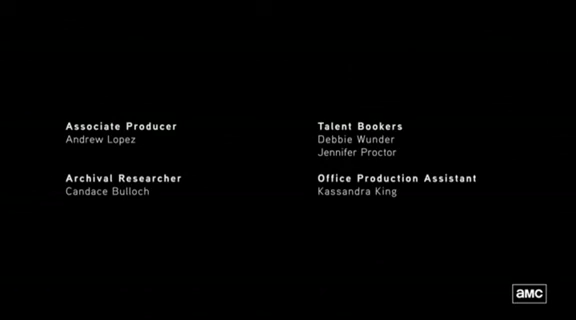 Associate Producer
Andrew Lopez
Archival Researcher
Candace Bulloch
Talent Bookers
Debbie Wunder
Jennifer Proctor
Office Production Assistant
Kassandra King
amc